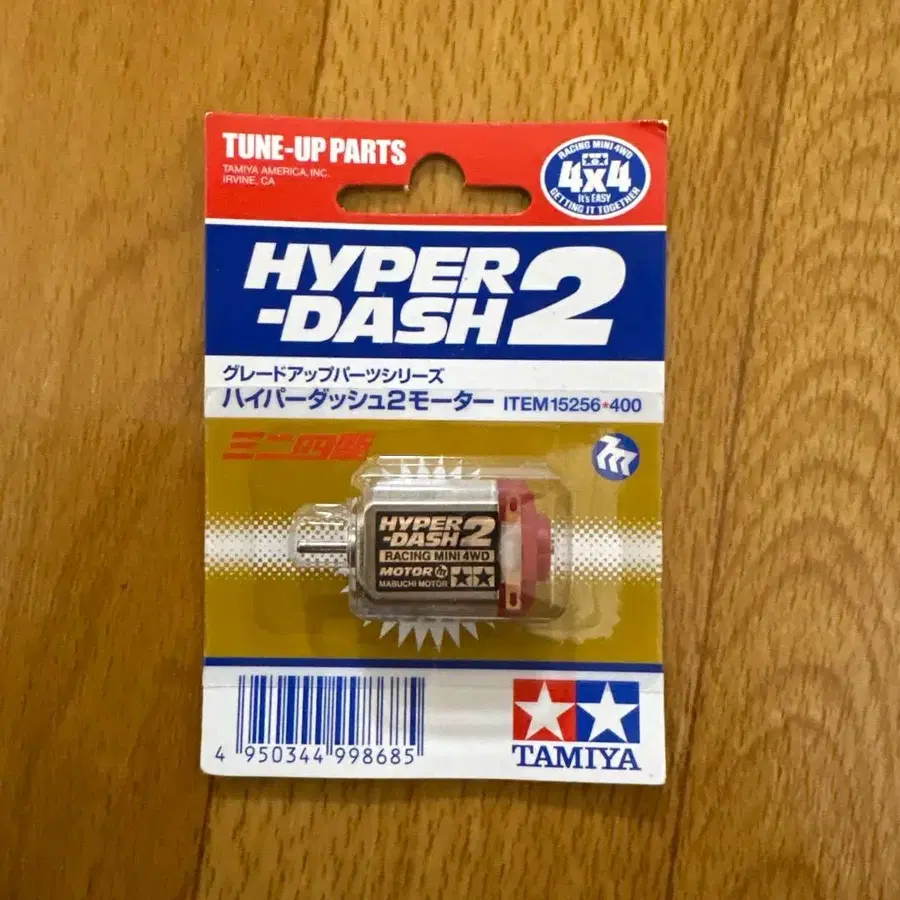 TUNE-UP PARTS
TAMIYA AMERICA, INC.
IRVINE, CA
RACING MINI 4WD
4x4
It's EASY
GETTING IT TOGETHER
HYPER
-DASH 2
グレードアップパーツシリーズ
ハイパーダッシュ2モーター ITEM 15256*400
ミニ四駆
HYPER
-DASH 2
RACING MINI 4WD
MOTOR
MABUCHI MOTOR
4 950344 998685
TAMIYA